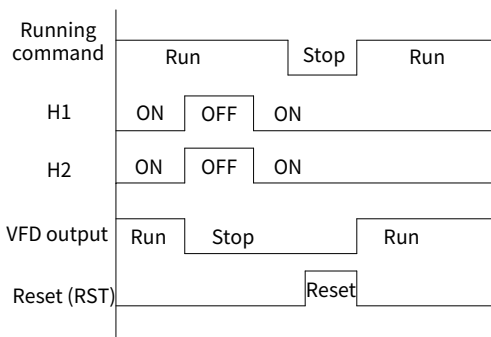 Running
command
Run Stop Run
H1 ON OFF ON
H2 ON OFF ON
VFD output Run Stop Run
Reset (RST) Reset